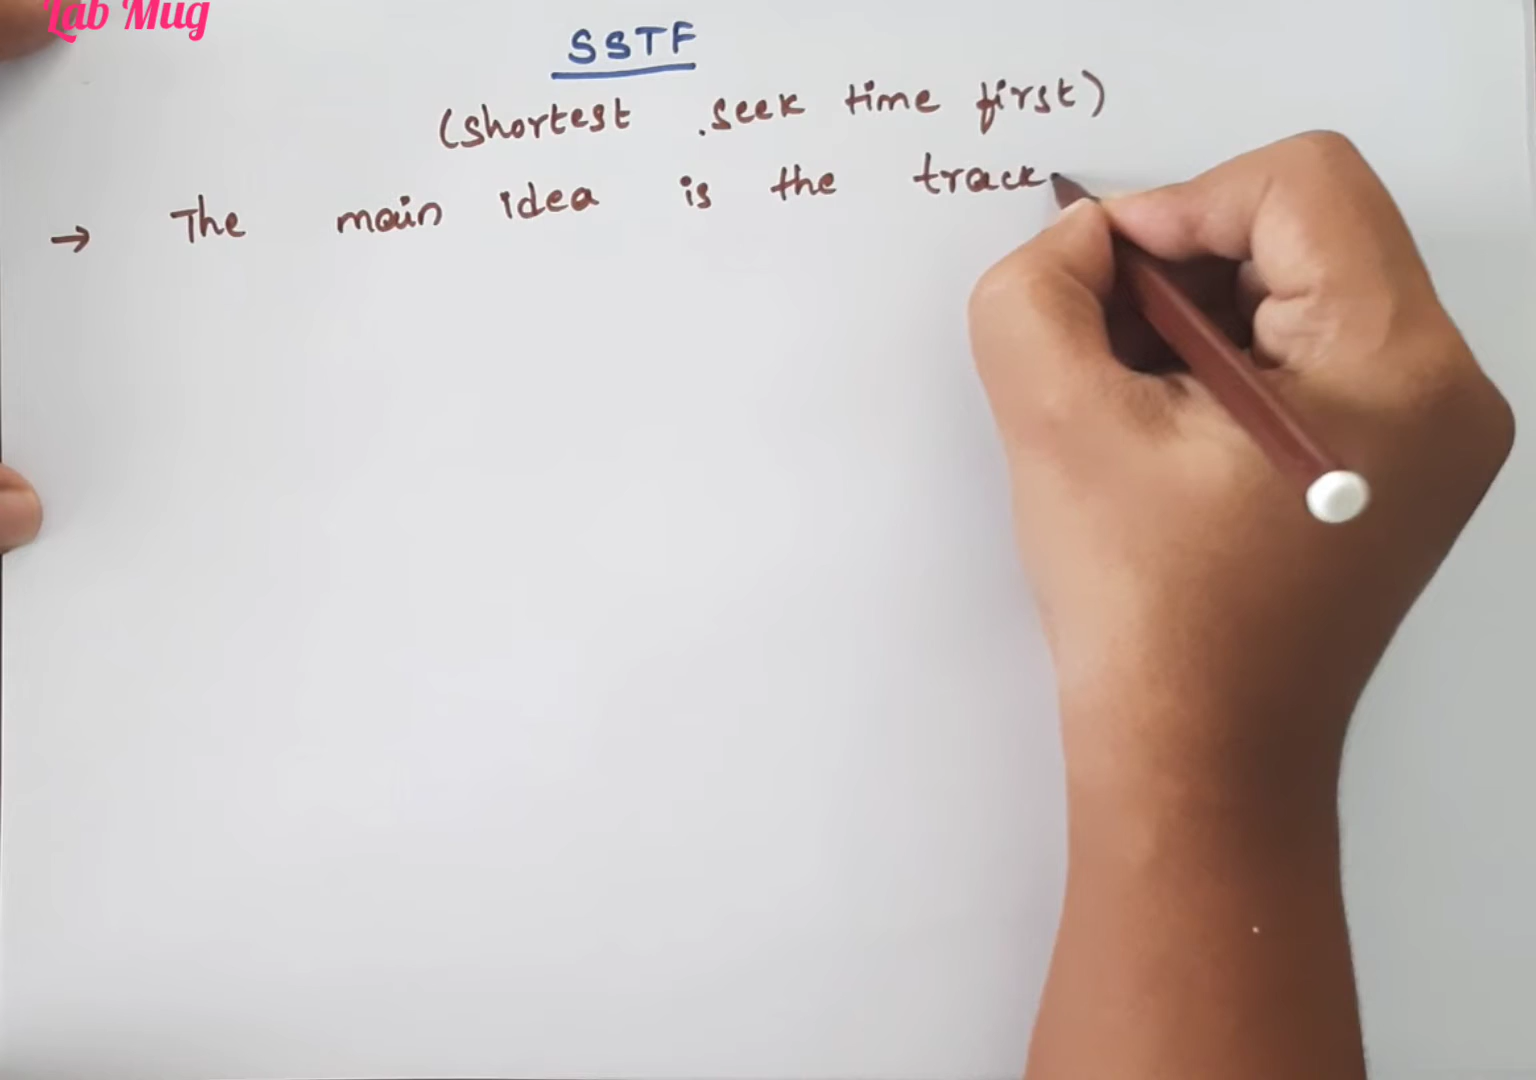 Lab Mug
SSTF
(shortest seek time first)
→ The main idea is the track